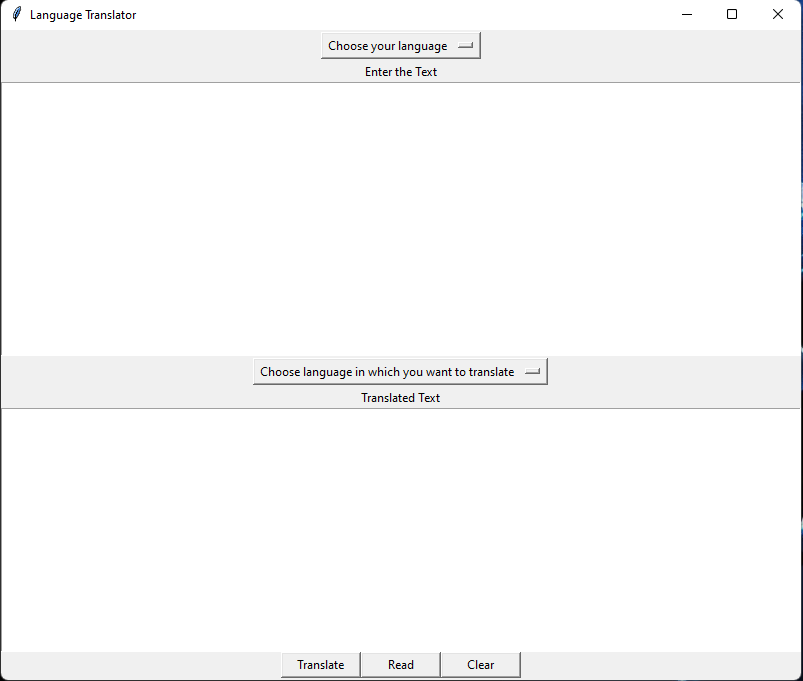 Language Translator
Choose your language
Enter the Text
Choose language in which you want to translate
Translated Text
Translate Read Clear